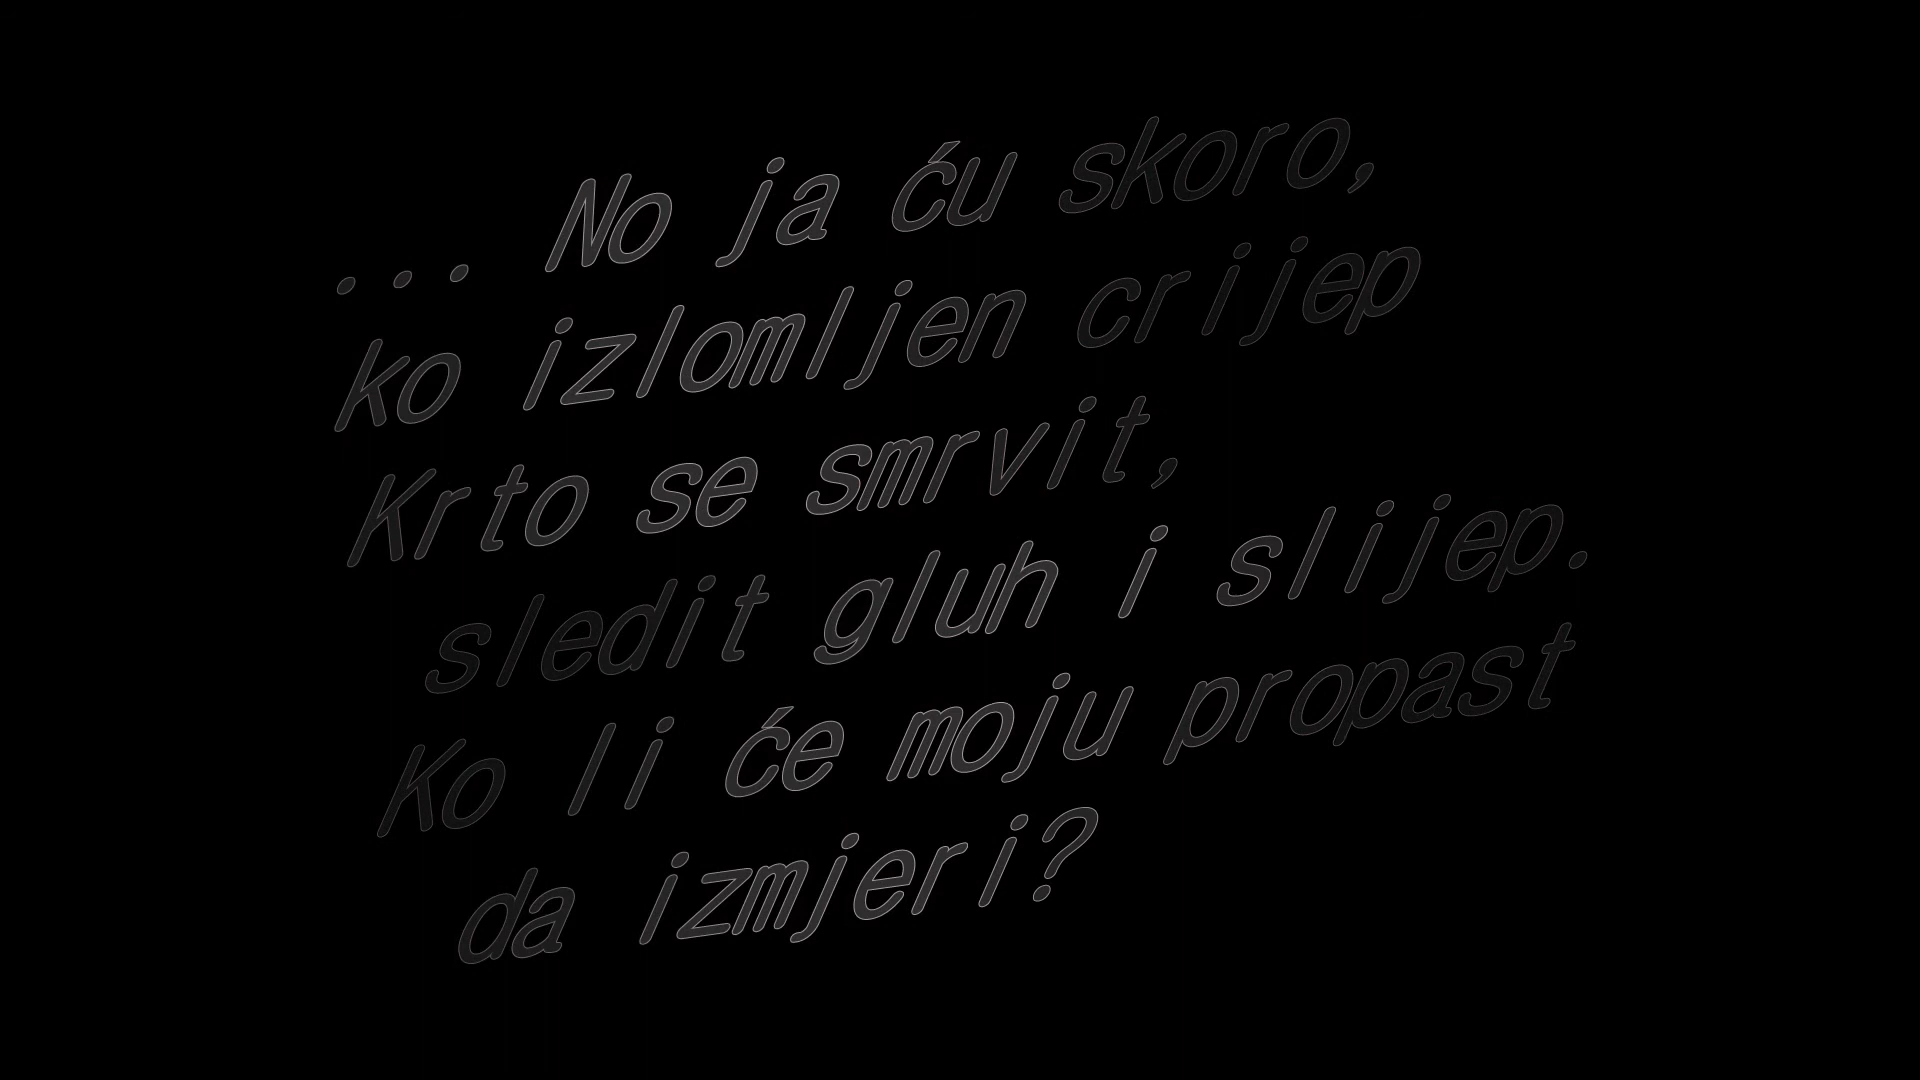 ... No ja ću skoro,
ko izlomljen crijep
Krto se smrvit,
sledit gluh i slijep.
Ko li će moju propast
da izmjeri?